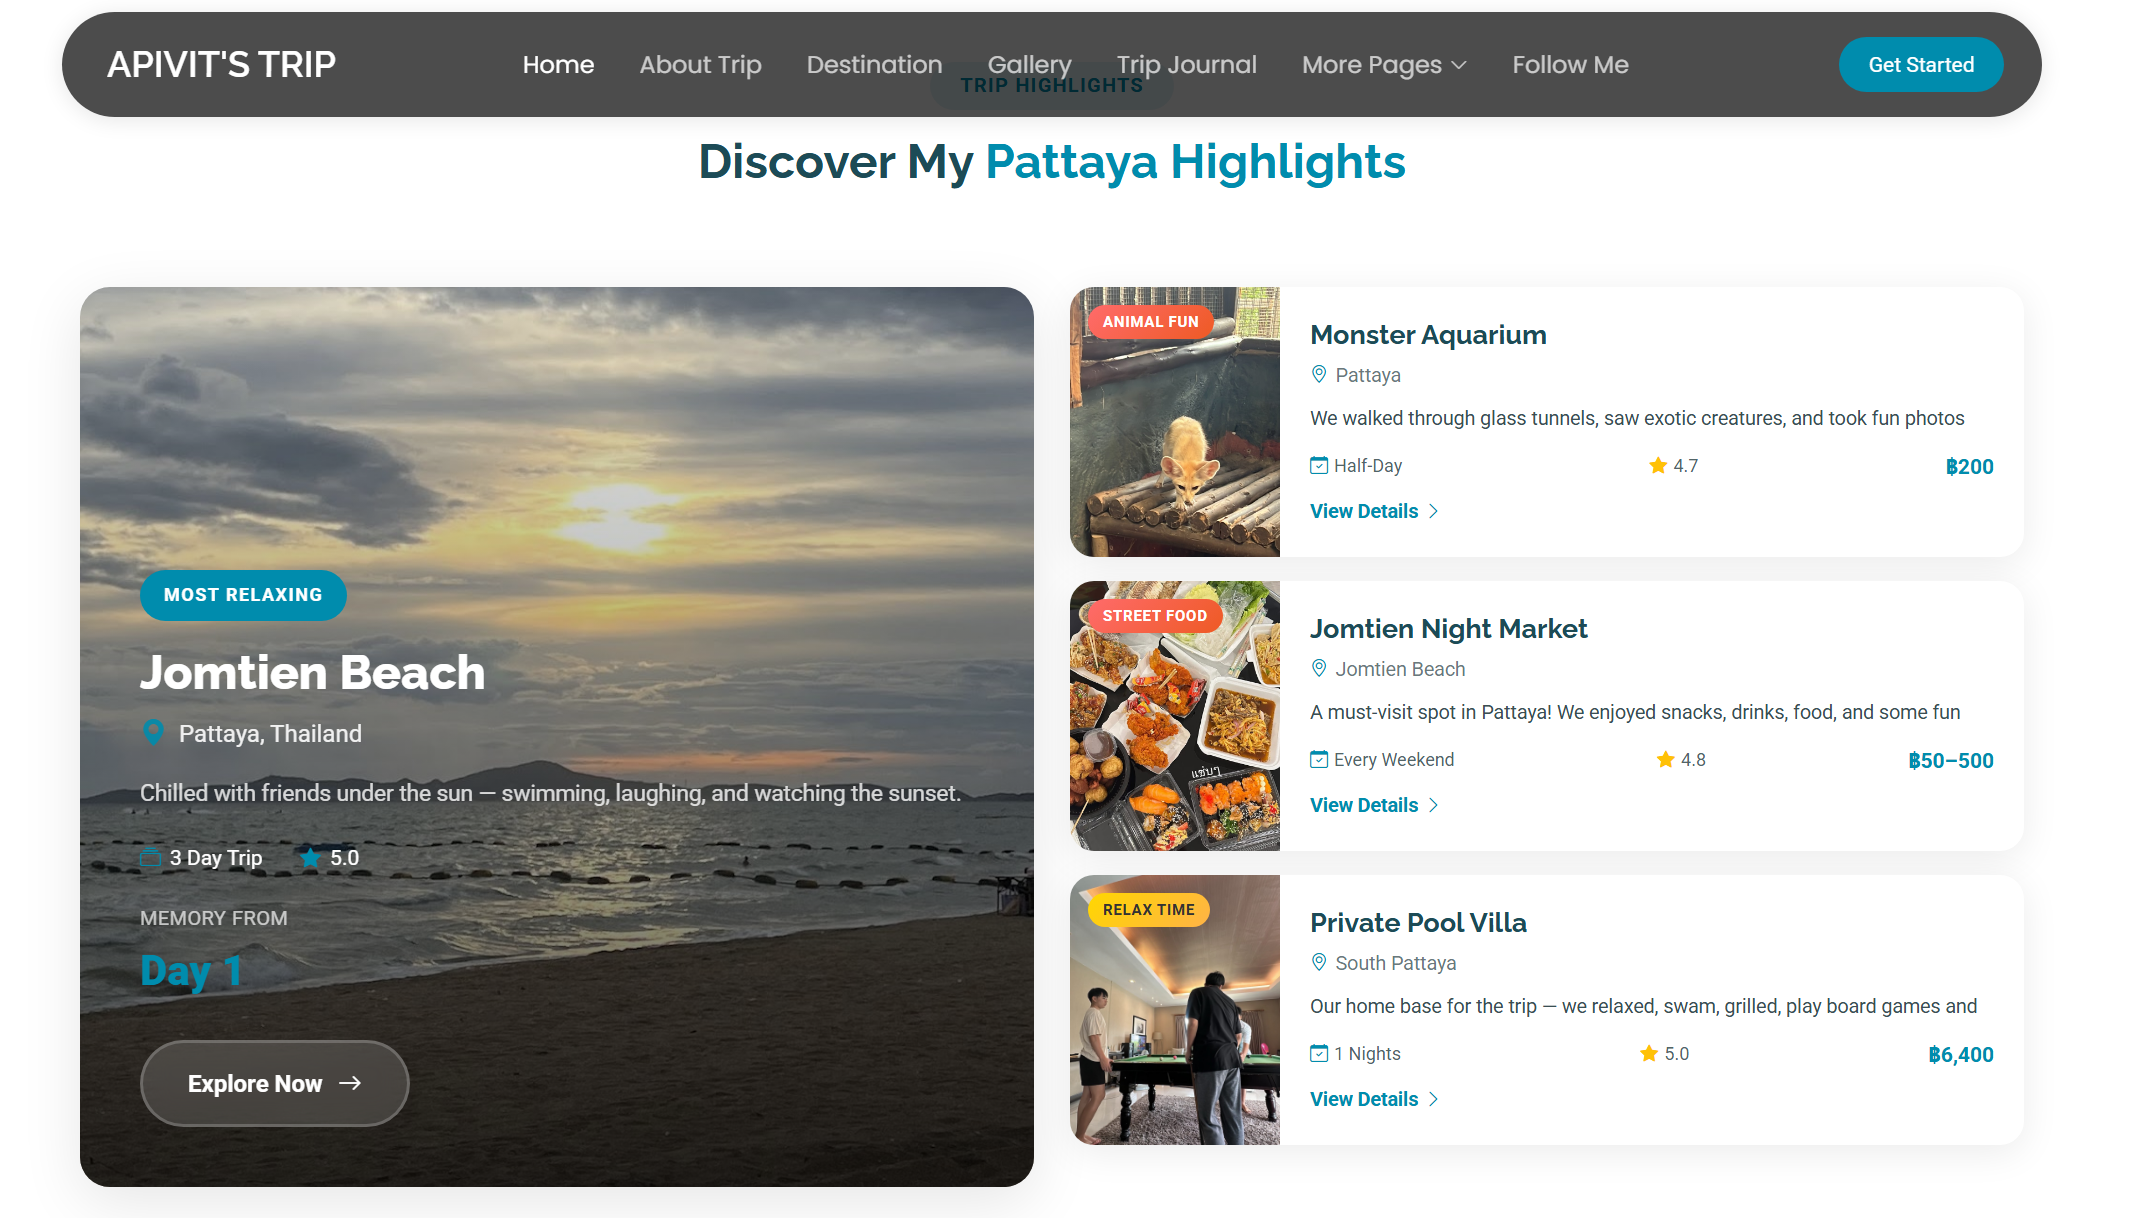 APIVIT'S TRIP
Home About Trip Destination Gallery Trip Journal More Pages Follow Me Get Started
TRIP HIGHLIGHTS
Discover My Pattaya Highlights
MOST RELAXING
Jomtien Beach
Pattaya, Thailand
Chilled with friends under the sun — swimming, laughing, and watching the sunset.
3 Day Trip 5.0
MEMORY FROM
Day 1
Explore Now
ANIMAL FUN
Monster Aquarium
Pattaya
We walked through glass tunnels, saw exotic creatures, and took fun photos
Half-Day 4.7 ฿200
View Details
STREET FOOD
แซ่บๆ
Jomtien Night Market
Jomtien Beach
A must-visit spot in Pattaya! We enjoyed snacks, drinks, food, and some fun
Every Weekend 4.8 ฿50–500
View Details
RELAX TIME
Private Pool Villa
South Pattaya
Our home base for the trip — we relaxed, swam, grilled, play board games and
1 Nights 5.0 ฿6,400
View Details